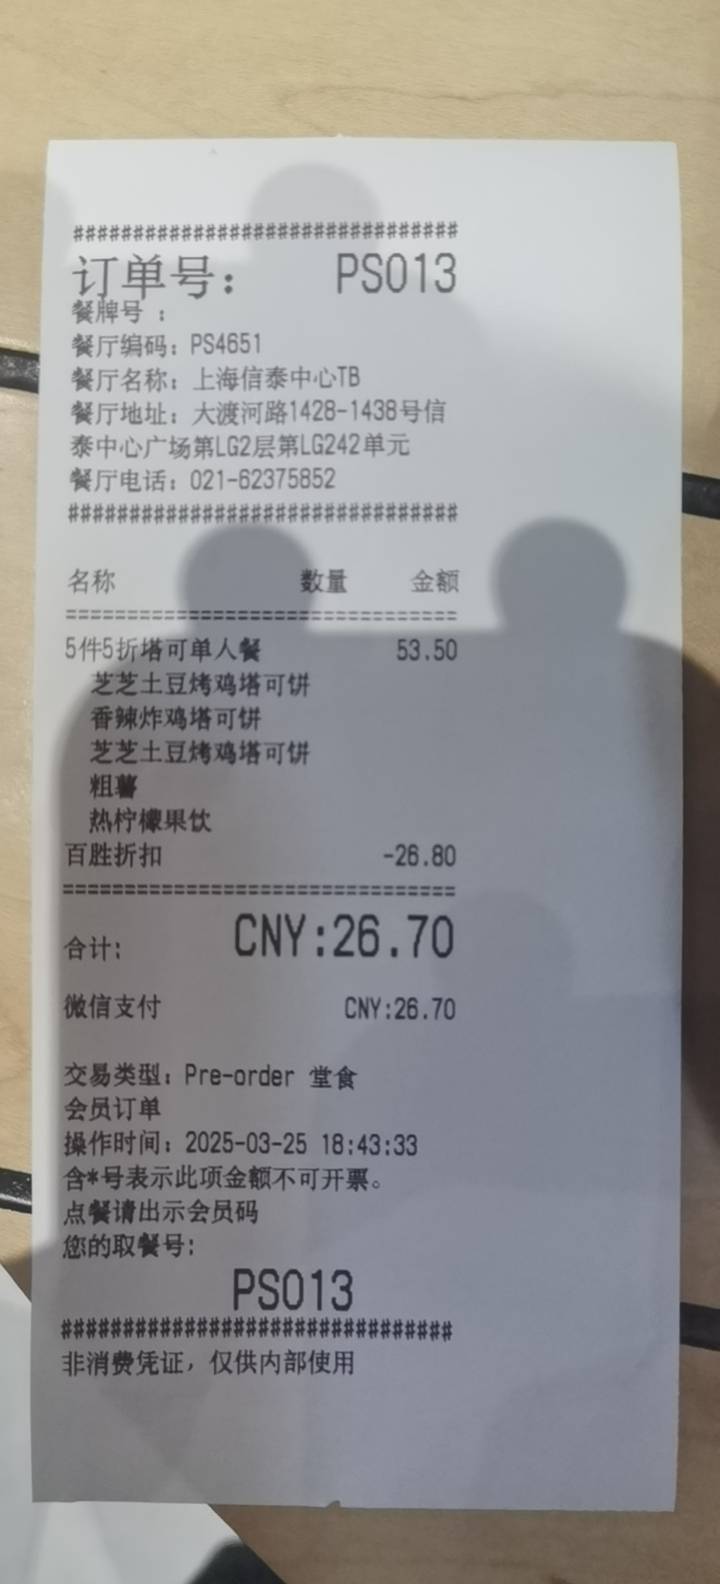 ################################
订单号： PS013
餐牌号 ：
餐厅编码：PS4651
餐厅名称：上海信泰中心TB
餐厅地址：大渡河路1428-1438号信
泰中心广场第LG2层第LG242单元
餐厅电话：021-62375852
################################
名称 数量 金额
================================
5件5折塔可单人餐 53.50
芝芝土豆烤鸡塔可饼
香辣炸鸡塔可饼
芝芝土豆烤鸡塔可饼
粗薯
热柠檬果饮
百胜折扣 -26.80
================================
合计: CNY:26.70
微信支付 CNY:26.70
交易类型：Pre-order 堂食
会员订单
操作时间：2025-03-25 18:43:33
含*号表示此项金额不可开票。
点餐请出示会员码
您的取餐号:
PS013
################################
非消费凭证，仅供内部使用